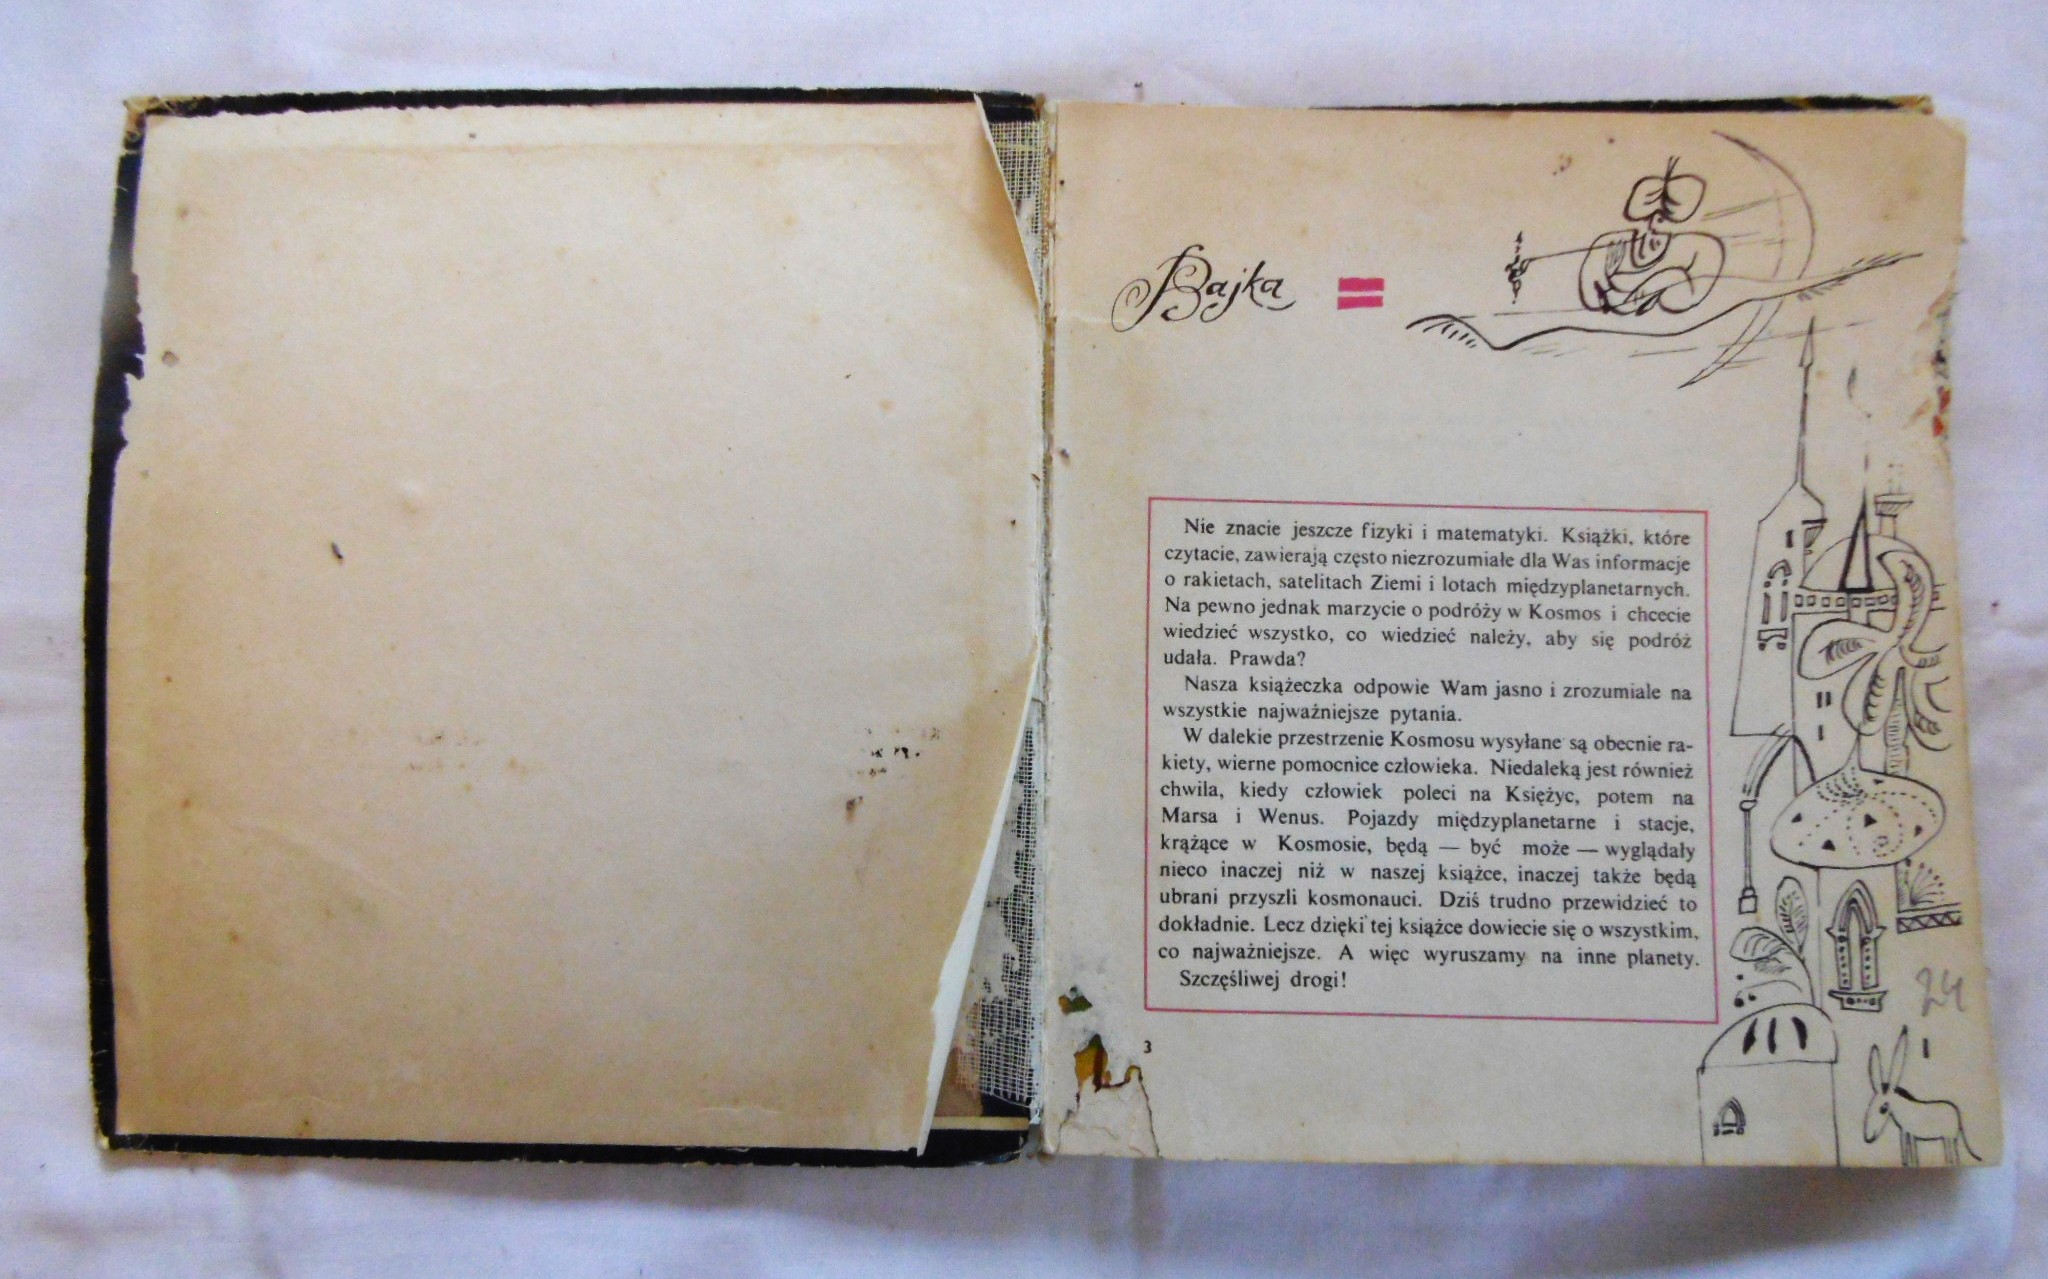 Bajka =
Nie znacie jeszcze fizyki i matematyki. Książki, które
czytacie, zawierają często niezrozumiałe dla Was informacje
o rakietach, satelitach Ziemi i lotach międzyplanetarnych.
Na pewno jednak marzycie o podróży w Kosmos i chcecie
wiedzieć wszystko, co wiedzieć należy, aby się podróż
udała. Prawda?
Nasza książeczka odpowie Wam jasno i zrozumiale na
wszystkie najważniejsze pytania.
W dalekie przestrzenie Kosmosu wysyłane są obecnie ra-
kiety, wierne pomocnice człowieka. Niedaleką jest również
chwila, kiedy człowiek poleci na Księżyc, potem na
Marsa i Wenus. Pojazdy międzyplanetarne i stacje,
krążące w Kosmosie, będą — być może — wyglądały
nieco inaczej niż w naszej książce, inaczej także będą
ubrani przyszli kosmonauci. Dziś trudno przewidzieć to
dokładnie. Lecz dzięki tej książce dowiecie się o wszystkim,
co najważniejsze. A więc wyruszamy na inne planety.
Szczęśliwej drogi!
24
3